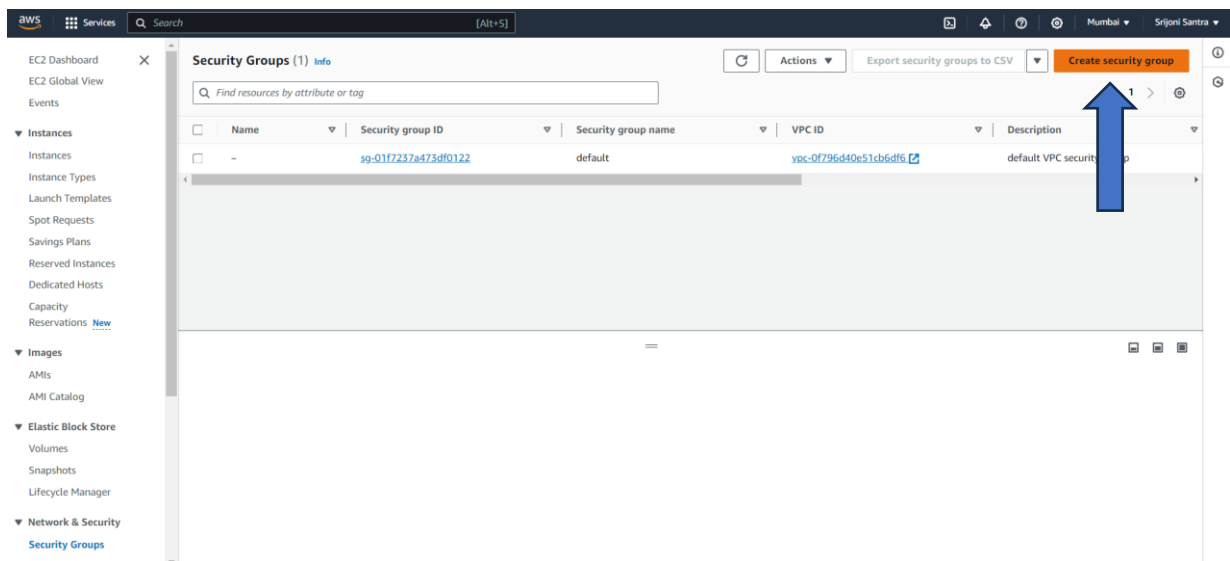 aws Services Search [Alt+S] Mumbai Srijoni Santra
EC2 Dashboard
EC2 Global View
Events
Instances
Instances
Instance Types
Launch Templates
Spot Requests
Savings Plans
Reserved Instances
Dedicated Hosts
Capacity
Reservations New
Images
AMIs
AMI Catalog
Elastic Block Store
Volumes
Snapshots
Lifecycle Manager
Network & Security
Security Groups
Security Groups (1) Info Actions Export security groups to CSV Create security group
Find resources by attribute or tag 1
Name Security group ID Security group name VPC ID Description
– sg-01f7237a473df0122 default vpc-0f796d40e51cb6df6 default VPC security